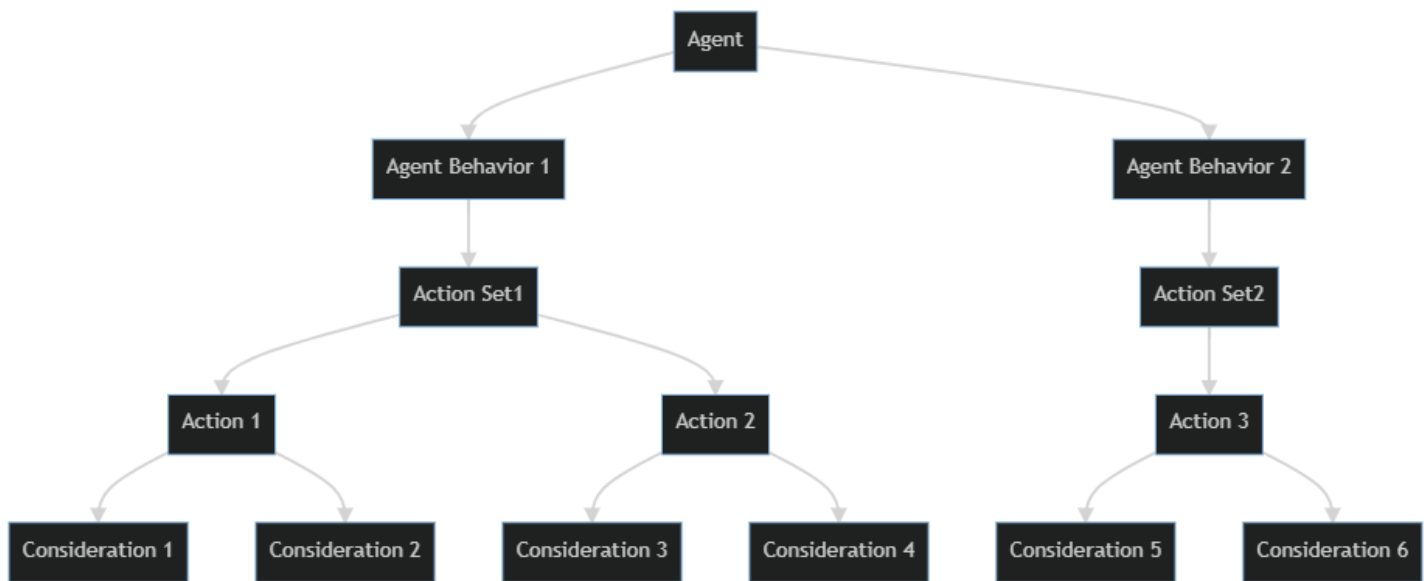 Agent
Agent Behavior 1
Agent Behavior 2
Action Set1
Action Set2
Action 1
Action 2
Action 3
Consideration 1
Consideration 2
Consideration 3
Consideration 4
Consideration 5
Consideration 6